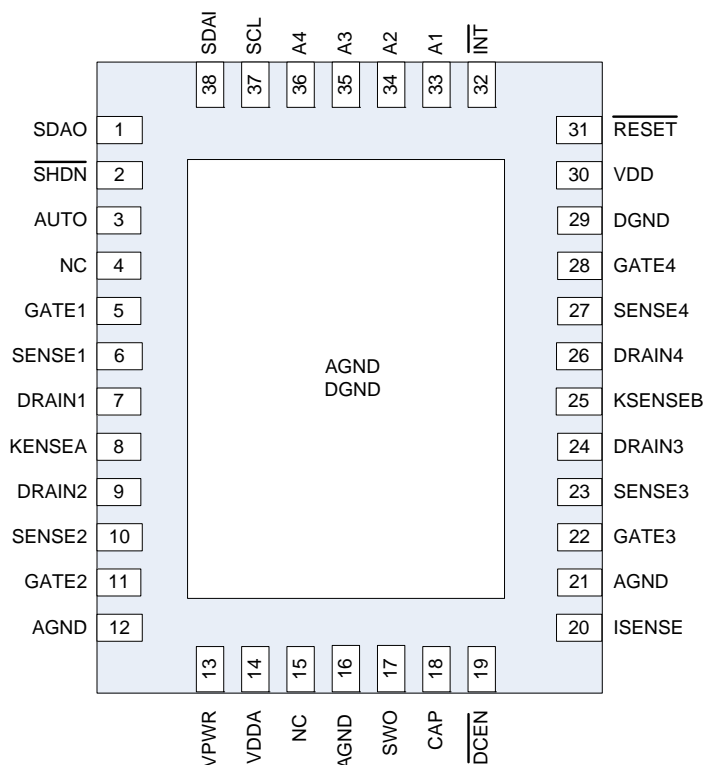 SDAI
SCL
A4
A3
A2
A1
INT
38
37
36
35
34
33
32
SDAO 1
31 RESET
SHDN 2
30 VDD
AUTO 3
29 DGND
NC 4
28 GATE4
GATE1 5
27 SENSE4
SENSE1 6
26 DRAIN4
AGND
DGND
DRAIN1 7
25 KSENSEB
KENSEA 8
24 DRAIN3
DRAIN2 9
23 SENSE3
SENSE2 10
22 GATE3
GATE2 11
21 AGND
AGND 12
20 ISENSE
13
14
15
16
17
18
19
VPWR
VDDA
NC
AGND
SWO
CAP
DCEN